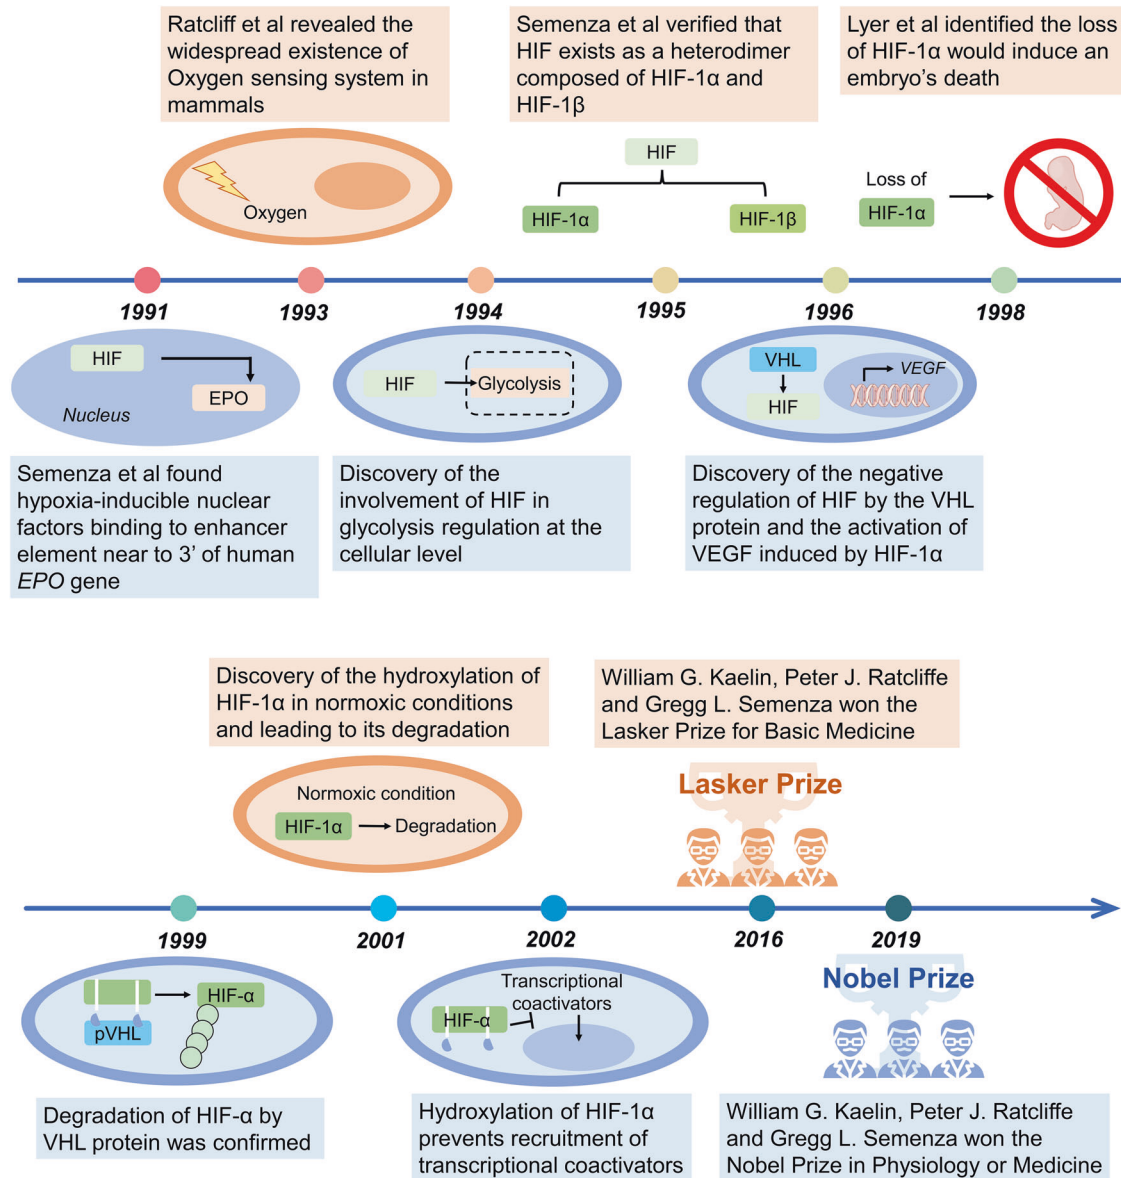 Ratcliff et al revealed the
widespread existence of
Oxygen sensing system in
mammals
Semenza et al verified that
HIF exists as a heterodimer
composed of HIF-1α and
HIF-1β
Lyer et al identified the loss
of HIF-1α would induce an
embryo's death
Oxygen
HIF
HIF-1α
HIF-1β
Loss of
HIF-1α
1991
1993
1994
1995
1996
1998
HIF
EPO
Nucleus
HIF
Glycolysis
VHL
HIF
VEGF
Semenza et al found
hypoxia-inducible nuclear
factors binding to enhancer
element near to 3' of human
EPO gene
Discovery of the
involvement of HIF in
glycolysis regulation at the
cellular level
Discovery of the negative
regulation of HIF by the VHL
protein and the activation of
VEGF induced by HIF-1α
Discovery of the hydroxylation of
HIF-1α in normoxic conditions
and leading to its degradation
William G. Kaelin, Peter J. Ratcliffe
and Gregg L. Semenza won the
Lasker Prize for Basic Medicine
Normoxic condition
HIF-1α
Degradation
Lasker Prize
1999
2001
2002
2016
2019
pVHL
HIF-α
Transcriptional
coactivators
HIF-α
Nobel Prize
Degradation of HIF-α by
VHL protein was confirmed
Hydroxylation of HIF-1α
prevents recruitment of
transcriptional coactivators
William G. Kaelin, Peter J. Ratcliffe
and Gregg L. Semenza won the
Nobel Prize in Physiology or Medicine